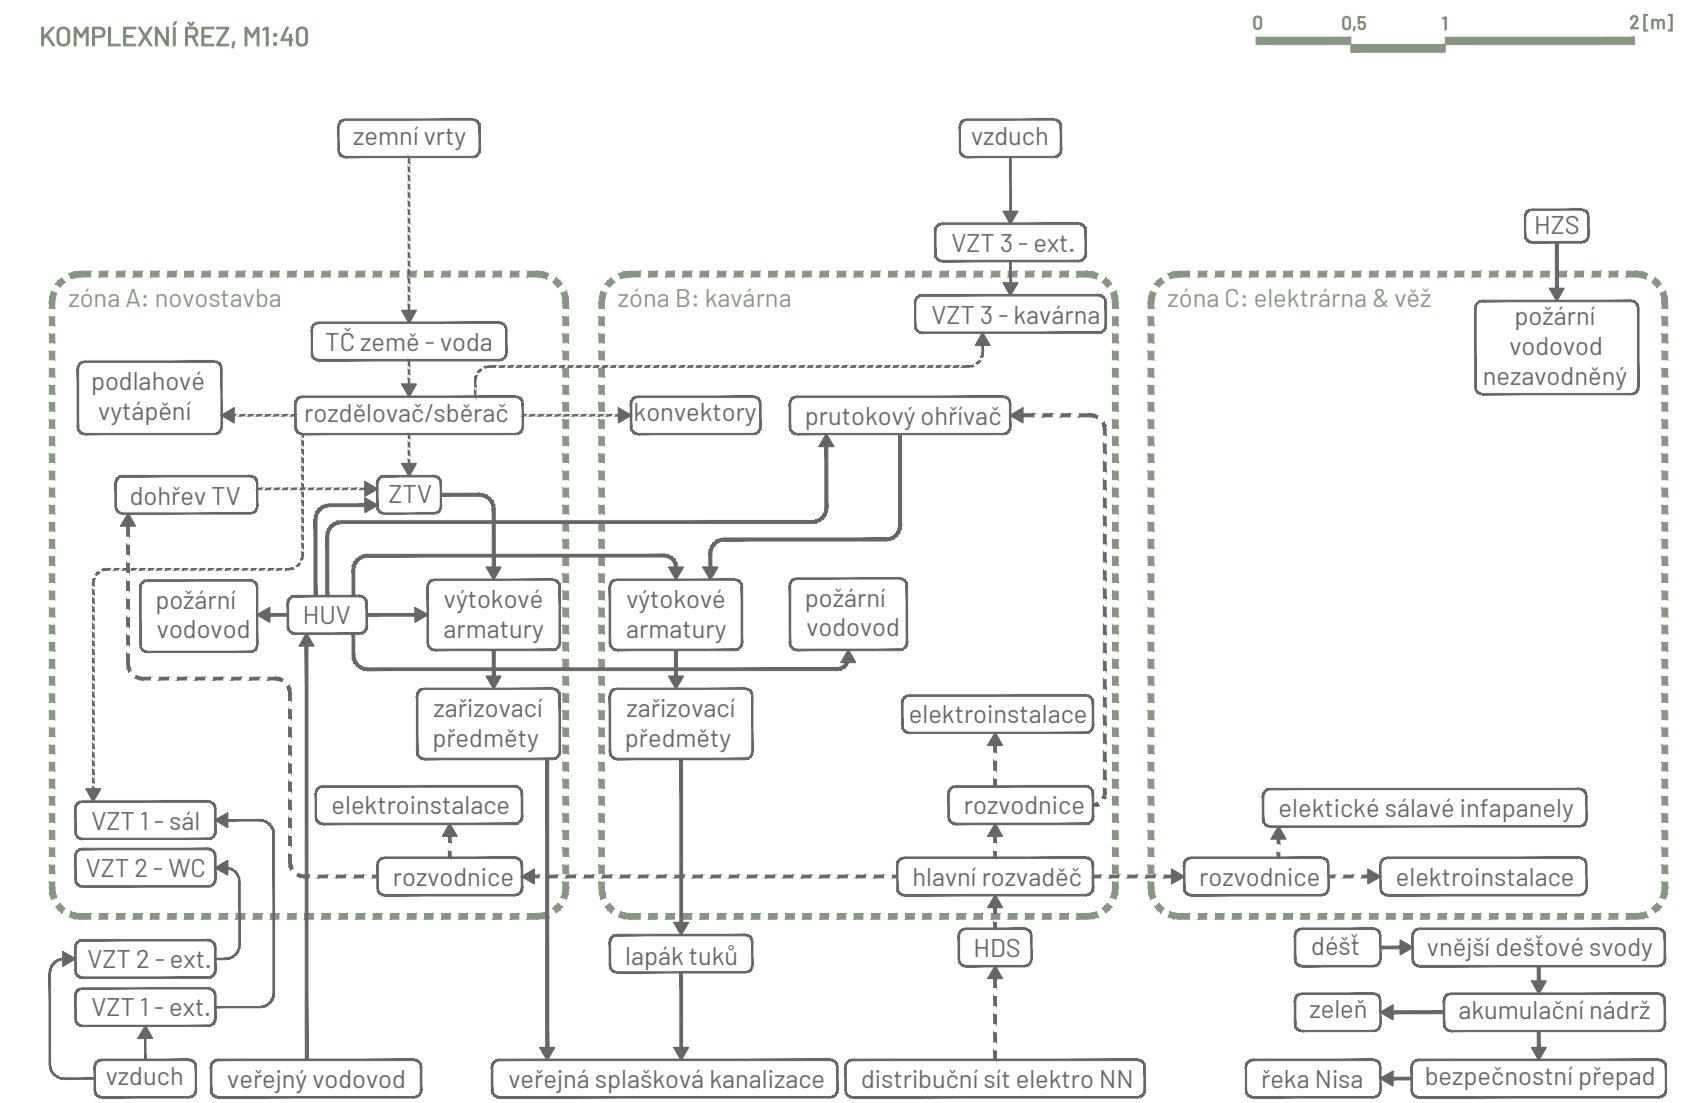 KOMPLEXNÍ ŘEZ, M1:40
0 0,5 1 2[m]
zemní vrty
vzduch
VZT 3 - ext.
HZS
zóna A: novostavba
zóna B: kavárna
zóna C: elektrárna & věž
VZT 3 - kavárna
požární
vodovod
nezavodněný
TČ země - voda
podlahové
vytápění
rozdělovač/sběrač
konvektory
prutokový ohřívač
dohřev TV
ZTV
požární
vodovod
HUV
výtokové
armatury
výtokové
armatury
požární
vodovod
zařizovací
předměty
zařizovací
předměty
elektroinstalace
VZT 1 - sál
elektroinstalace
rozvodnice
elektické sálavé infapanely
VZT 2 - WC
rozvodnice
hlavní rozvaděč
rozvodnice
elektroinstalace
VZT 2 - ext.
lapák tuků
HDS
déšť
vnější dešťové svody
VZT 1 - ext.
zeleň
akumulační nádrž
vzduch
veřejný vodovod
veřejná splašková kanalizace
distribuční sít elektro NN
řeka Nisa
bezpečnostní přepad